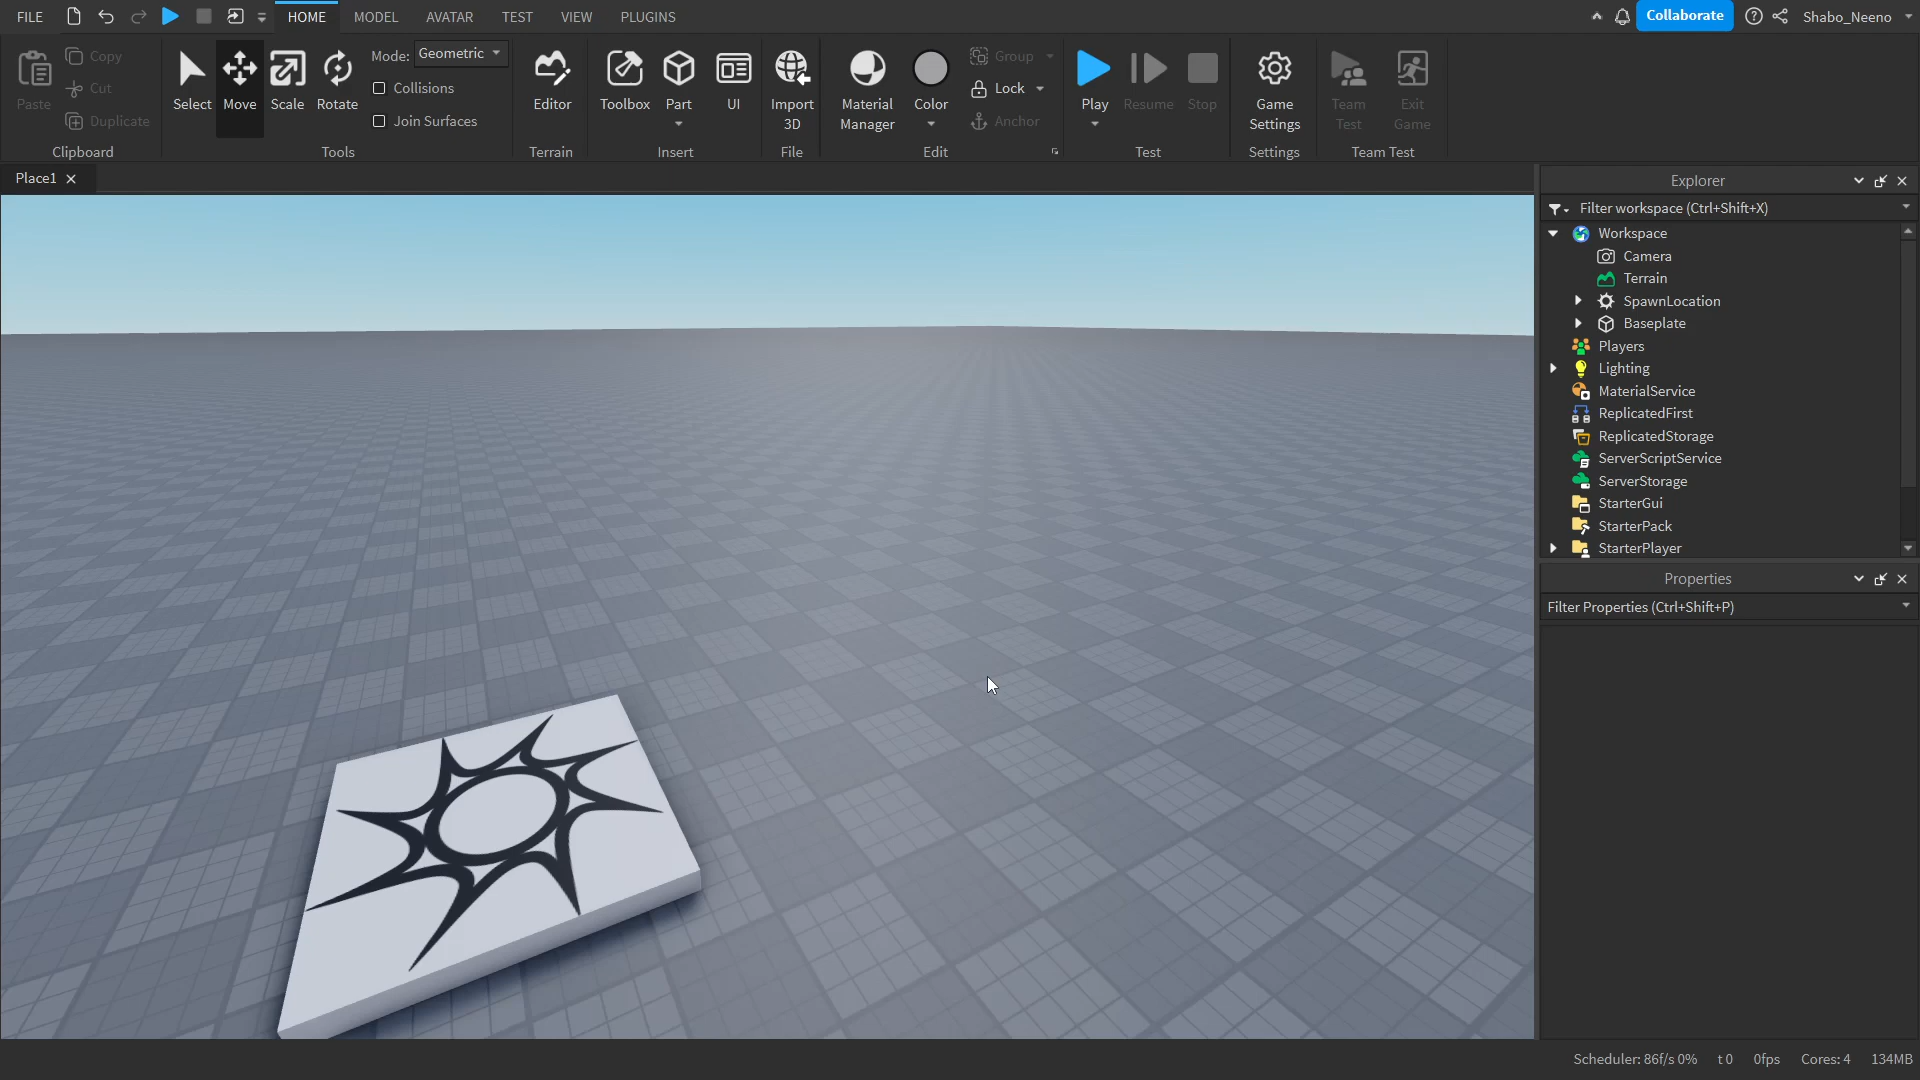 FILE HOME MODEL AVATAR TEST VIEW PLUGINS Collaborate Shabo_Neeno
Paste Copy Cut Duplicate
Clipboard
Select Move Scale Rotate
Mode: Geometric
Collisions
Join Surfaces
Tools
Editor
Terrain
Toolbox Part UI
Insert
Import
3D
File
Material
Manager
Color
Group
Lock
Anchor
Edit
Play Resume Stop
Test
Game
Settings
Settings
Team
Test
Exit
Game
Team Test
Place1
Explorer
Filter workspace (Ctrl+Shift+X)
Workspace
Camera
Terrain
SpawnLocation
Baseplate
Players
Lighting
MaterialService
ReplicatedFirst
ReplicatedStorage
ServerScriptService
ServerStorage
StarterGui
StarterPack
StarterPlayer
Properties
Filter Properties (Ctrl+Shift+P)
Scheduler: 86f/s 0% t 0 0fps Cores: 4 134MB